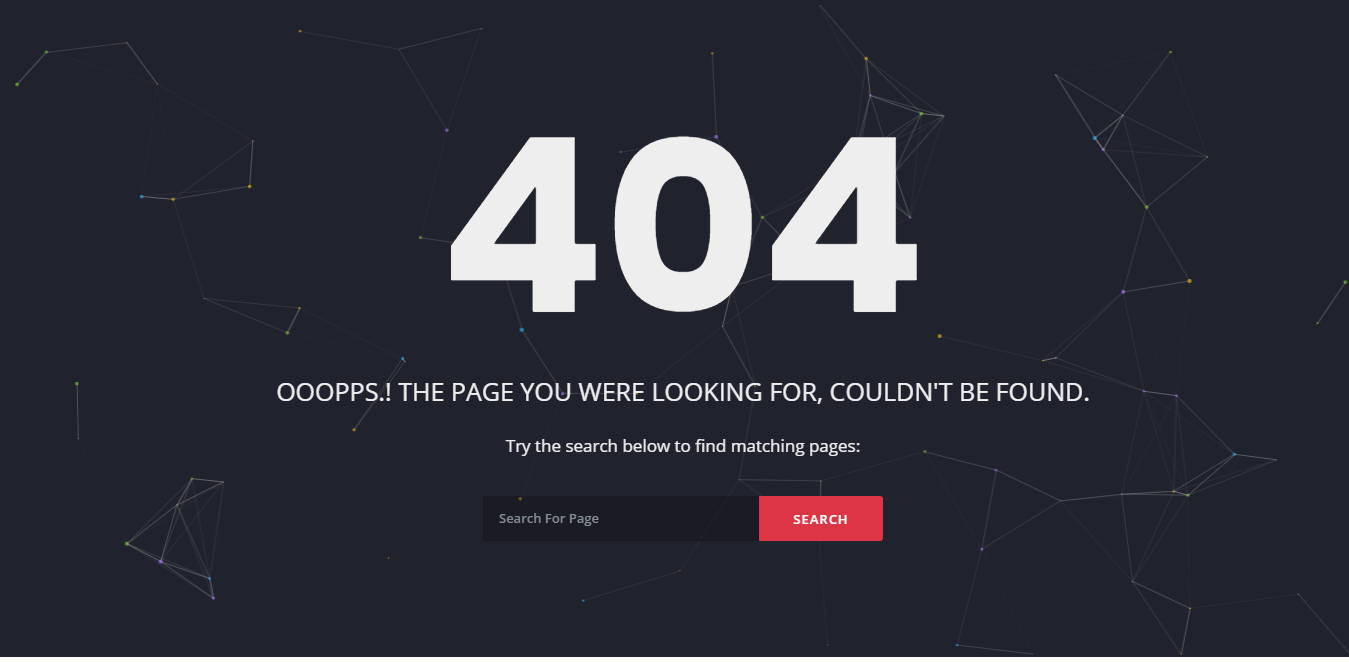 404
OOOPPS.! THE PAGE YOU WERE LOOKING FOR, COULDN'T BE FOUND.
Try the search below to find matching pages:
Search For Page
SEARCH